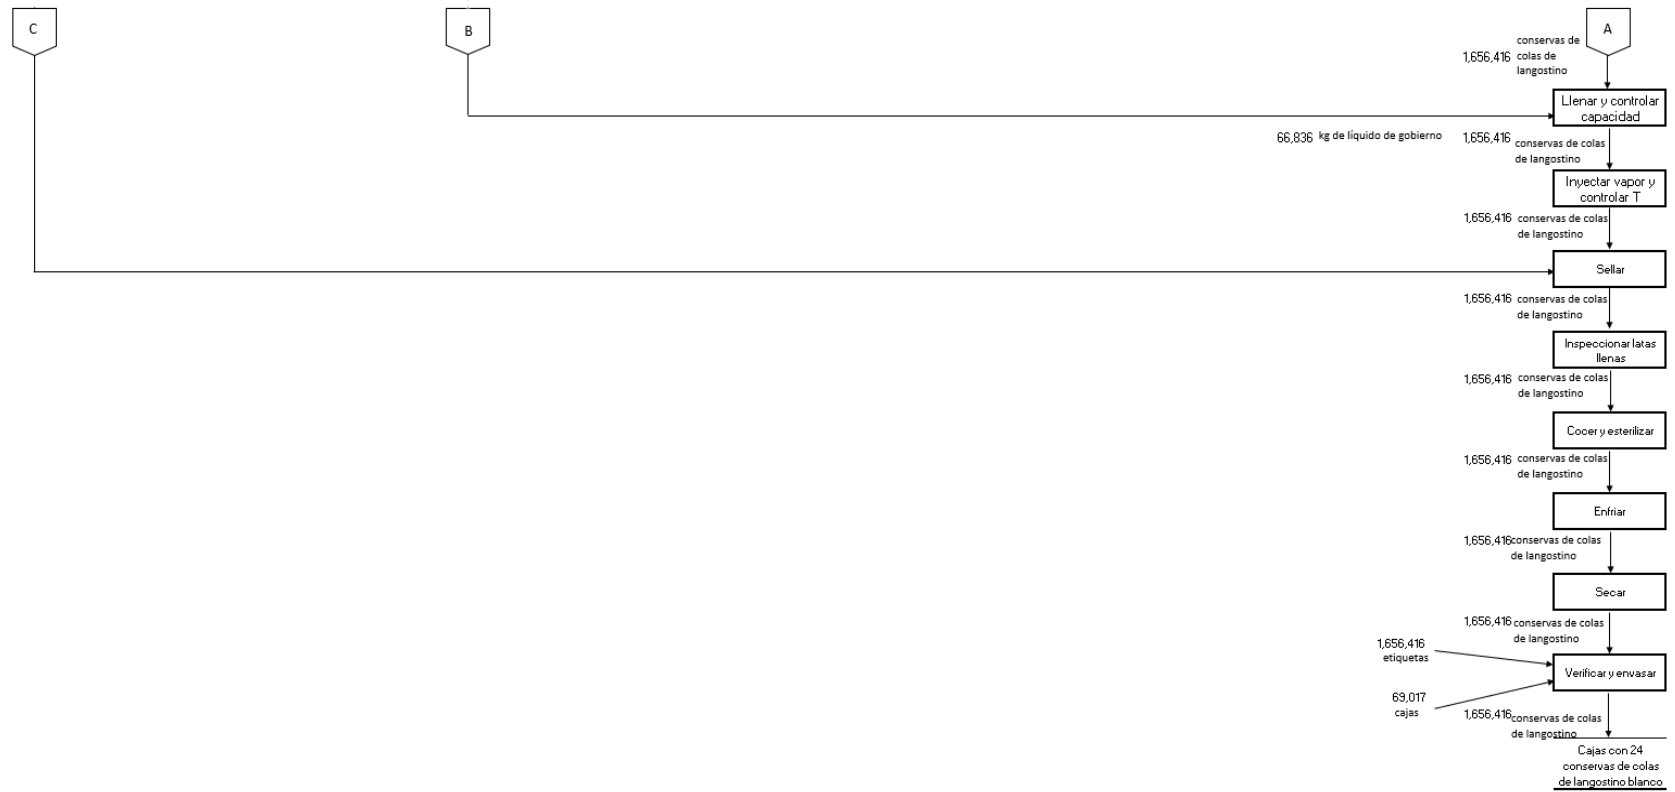 C
B
A
conservas de
colas de
langostino
1,656,416
Llenar y controlar
capacidad
66,836 kg de líquido de gobierno
1,656,416 conservas de colas
de langostino
Inyectar vapor y
controlar T
1,656,416 conservas de colas
de langostino
Sellar
1,656,416 conservas de colas
de langostino
Inspeccionar latas
llenas
1,656,416 conservas de colas
de langostino
Cocer y esterilizar
1,656,416 conservas de colas
de langostino
Enfriar
1,656,416 conservas de colas
de langostino
Secar
1,656,416 conservas de colas
de langostino
1,656,416
etiquetas
Verificar y envasar
69,017
cajas
1,656,416 conservas de colas
de langostino
Cajas con 24
conservas de colas
de langostino blanco